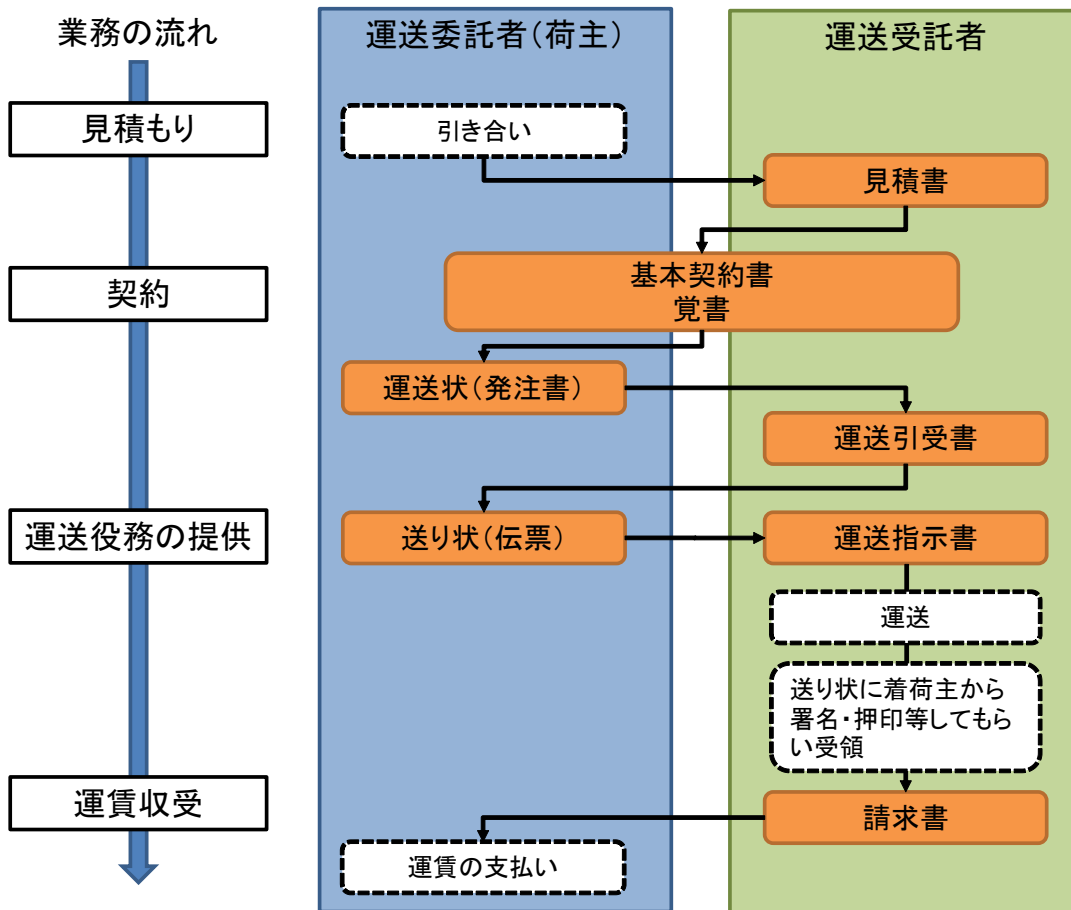 業務の流れ
運送委託者（荷主）
運送受託者
見積もり
引き合い
見積書
契約
基本契約書
覚書
運送状（発注書）
運送引受書
運送役務の提供
送り状（伝票）
運送指示書
運送
送り状に着荷主から
署名・押印等してもら
い受領
運賃収受
請求書
運賃の支払い